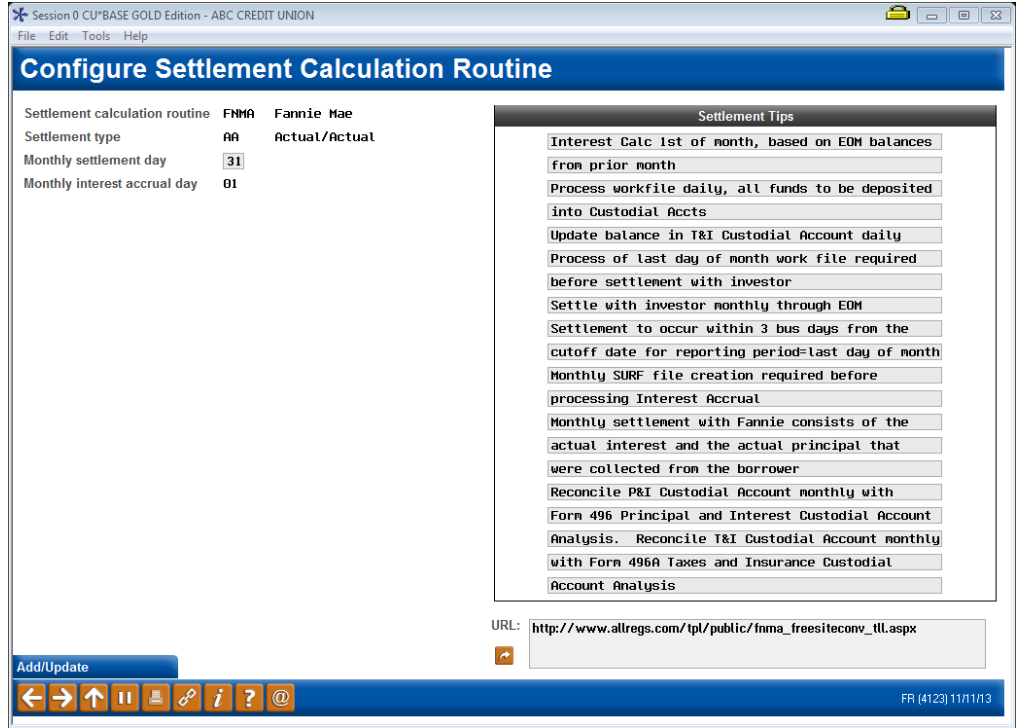 Session 0 CU*BASE GOLD Edition - ABC CREDIT UNION
File Edit Tools Help
Configure Settlement Calculation Routine
Settlement calculation routine FNMA Fannie Mae
Settlement type AA Actual/Actual
Monthly settlement day 31
Monthly interest accrual day 01
Settlement Tips
Interest Calc 1st of month, based on EOM balances
from prior month
Process workfile daily, all funds to be deposited
into Custodial Accts
Update balance in T&I Custodial Account daily
Process of last day of month work file required
before settlement with investor
Settle with investor monthly through EOM
Settlement to occur within 3 bus days from the
cutoff date for reporting period=last day of month
Monthly SURF file creation required before
processing Interest Accrual
Monthly settlement with Fannie consists of the
actual interest and the actual principal that
were collected from the borrower
Reconcile P&I Custodial Account monthly with
Form 496 Principal and Interest Custodial Account
Analysis. Reconcile T&I Custodial Account monthly
with Form 496A Taxes and Insurance Custodial
Account Analysis
URL: http://www.allregs.com/tpl/public/fnma_freesiteconv_tll.aspx
Add/Update
FR (4123) 11/11/13